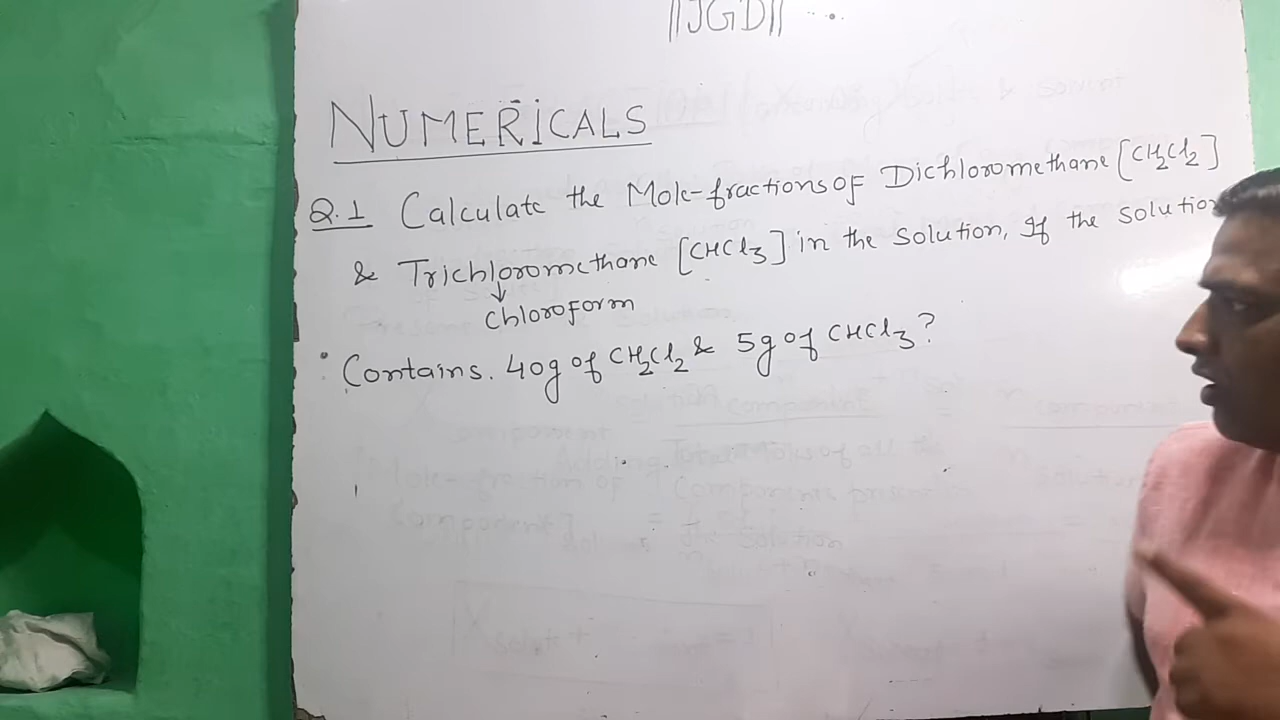 ||JGD||
NUMERICALS
Q.1 Calculate the Mole-fractions of Dichloromethane [CH2Cl2]
& Trichloromethane [CHCl3] in the solution, If the solution
↓
Chloroform
Contains. 40g of CH2Cl2 & 5g of CHCl3?